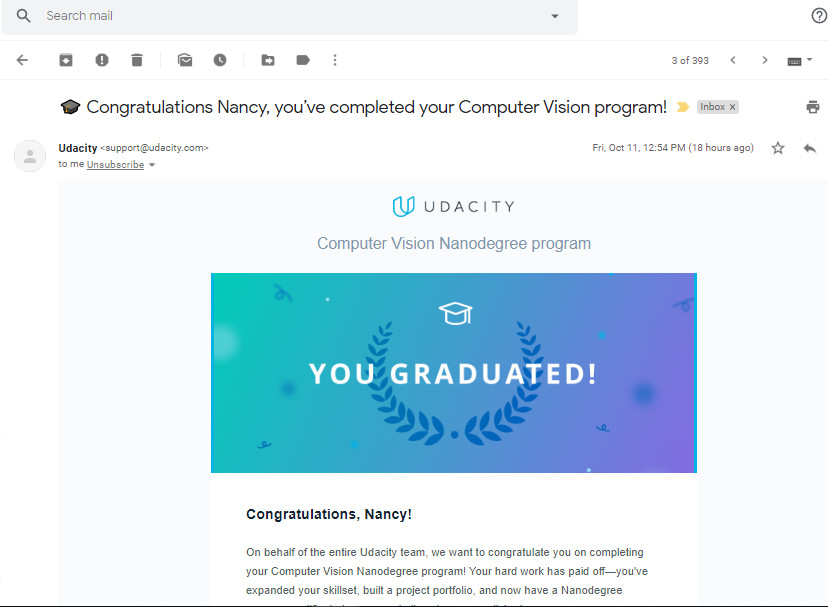 Search mail
3 of 393
🎓 Congratulations Nancy, you've completed your Computer Vision program! Inbox x
Udacity <support@udacity.com> Fri, Oct 11, 12:54 PM (18 hours ago)
to me Unsubscribe
UDACITY
Computer Vision Nanodegree program
YOU GRADUATED!
Congratulations, Nancy!
On behalf of the entire Udacity team, we want to congratulate you on completing
your Computer Vision Nanodegree program! Your hard work has paid off—you've
expanded your skillset, built a project portfolio, and now have a Nanodegree